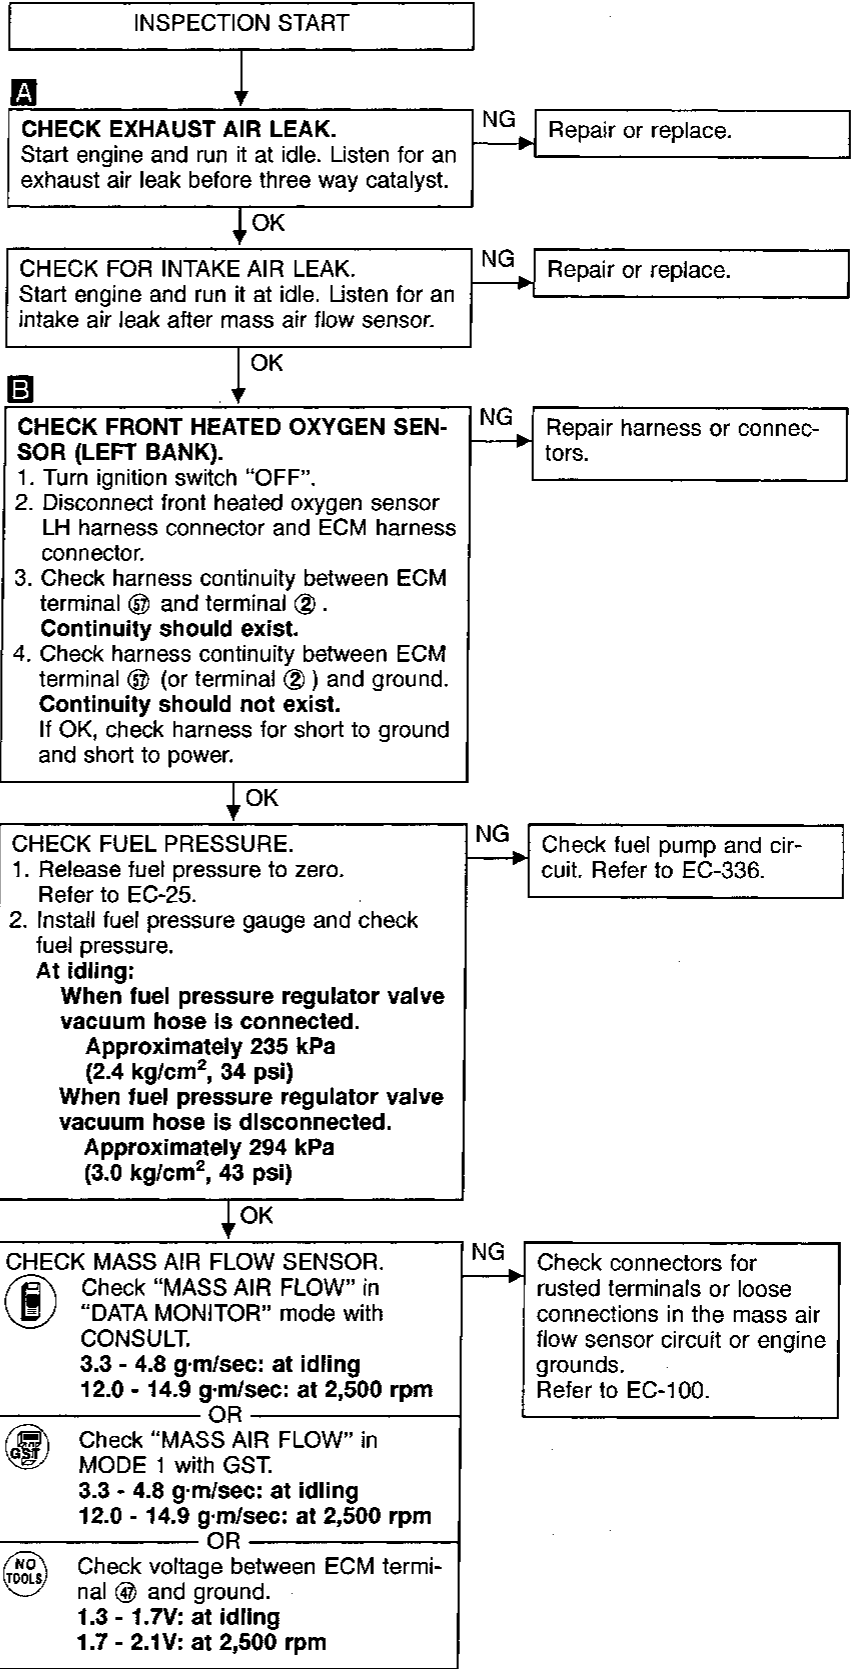 INSPECTION START
A
CHECK EXHAUST AIR LEAK.
Start engine and run it at idle. Listen for an
exhaust air leak before three way catalyst.
NG
Repair or replace.
OK
CHECK FOR INTAKE AIR LEAK.
Start engine and run it at idle. Listen for an
intake air leak after mass air flow sensor.
NG
Repair or replace.
OK
B
CHECK FRONT HEATED OXYGEN SEN-
SOR (LEFT BANK).
1. Turn ignition switch “OFF”.
2. Disconnect front heated oxygen sensor
LH harness connector and ECM harness
connector.
3. Check harness continuity between ECM
terminal 57 and terminal ② .
Continuity should exist.
4. Check harness continuity between ECM
terminal 57 (or terminal ② ) and ground.
Continuity should not exist.
If OK, check harness for short to ground
and short to power.
NG
Repair harness or connec-
tors.
OK
CHECK FUEL PRESSURE.
1. Release fuel pressure to zero.
Refer to EC-25.
2. Install fuel pressure gauge and check
fuel pressure.
At idling:
When fuel pressure regulator valve
vacuum hose is connected.
Approximately 235 kPa
(2.4 kg/cm², 34 psi)
When fuel pressure regulator valve
vacuum hose is disconnected.
Approximately 294 kPa
(3.0 kg/cm², 43 psi)
NG
Check fuel pump and cir-
cuit. Refer to EC-336.
OK
CHECK MASS AIR FLOW SENSOR.
Check “MASS AIR FLOW” in
“DATA MONITOR” mode with
CONSULT.
3.3 - 4.8 g·m/sec: at idling
12.0 - 14.9 g·m/sec: at 2,500 rpm
OR
GST
Check “MASS AIR FLOW” in
MODE 1 with GST.
3.3 - 4.8 g·m/sec: at idling
12.0 - 14.9 g·m/sec: at 2,500 rpm
OR
NO
TOOLS
Check voltage between ECM termi-
nal ㊼ and ground.
1.3 - 1.7V: at idling
1.7 - 2.1V: at 2,500 rpm
NG
Check connectors for
rusted terminals or loose
connections in the mass air
flow sensor circuit or engine
grounds.
Refer to EC-100.